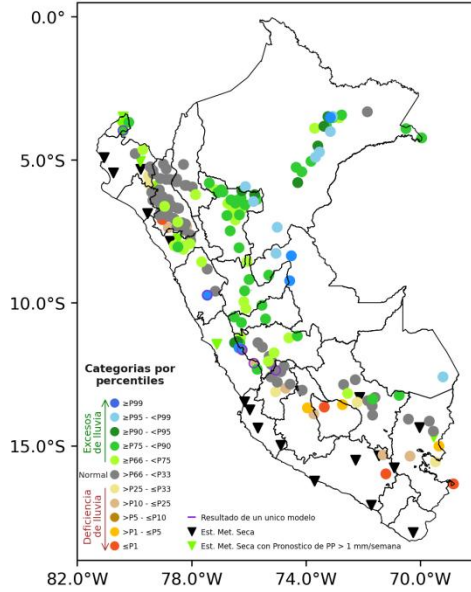 0.0°
5.0°S
10.0°S
15.0°S
82.0°W
78.0°W
74.0°W
70.0°W
Categorias por
percentiles
Excesos
de lluvia
≥P99
≥P95 - <P99
≥P90 - <P95
≥P75 - <P90
≥P66 - <P75
Normal
>P66 - <P33
Deficiencia
de lluvia
>P25 - ≤P33
>P10 - ≤P25
>P5 - ≤P10
>P1 - ≤P5
≤P1
Resultado de un unico modelo
Est. Met. Seca
Est. Met. Seca con Pronostico de PP > 1 mm/semana